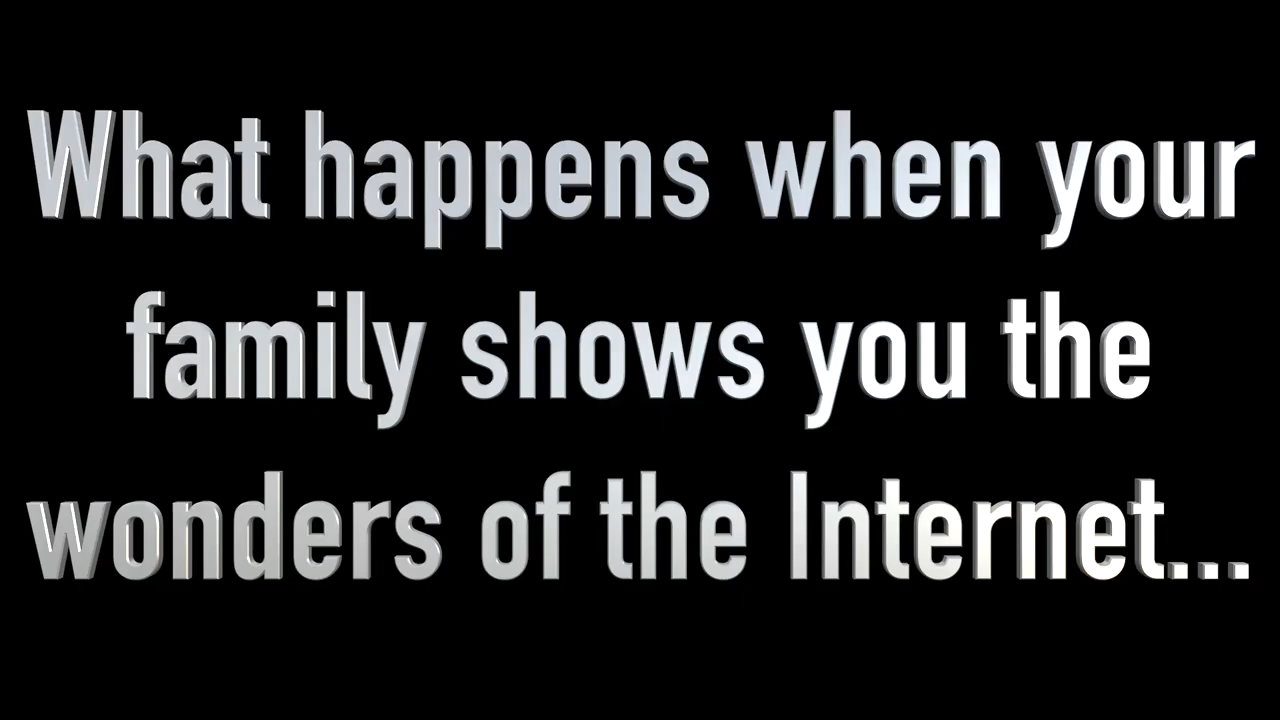 What happens when your
family shows you the
wonders of the Internet...